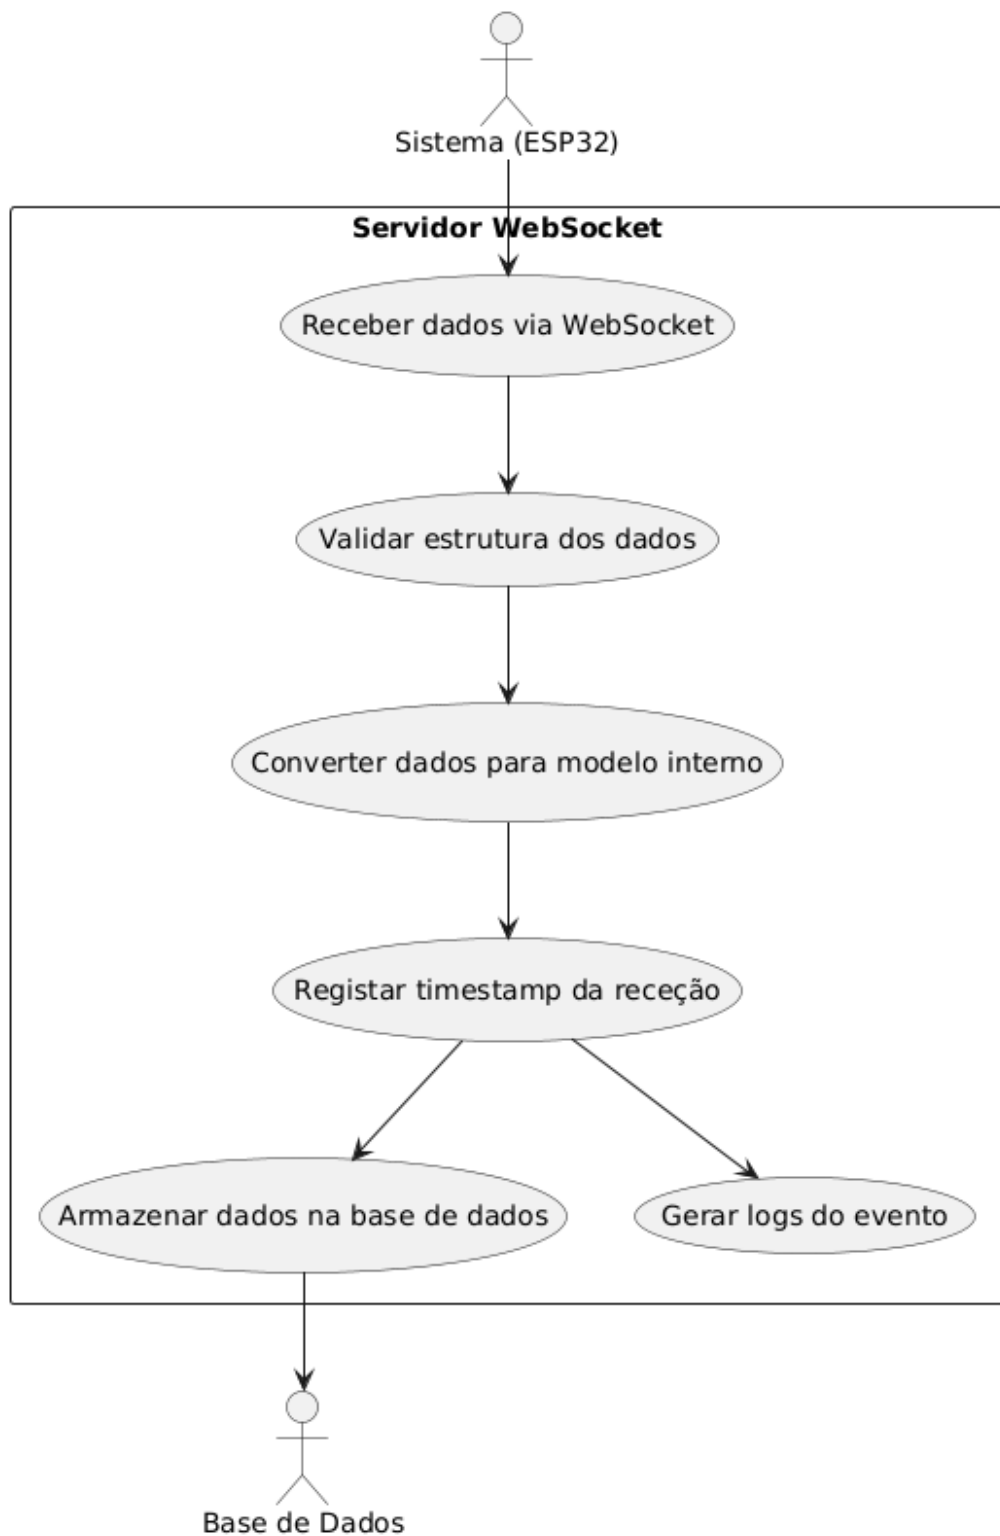 Sistema (ESP32)
Servidor WebSocket
Receber dados via WebSocket
Validar estrutura dos dados
Converter dados para modelo interno
Registar timestamp da receção
Armazenar dados na base de dados
Gerar logs do evento
Base de Dados